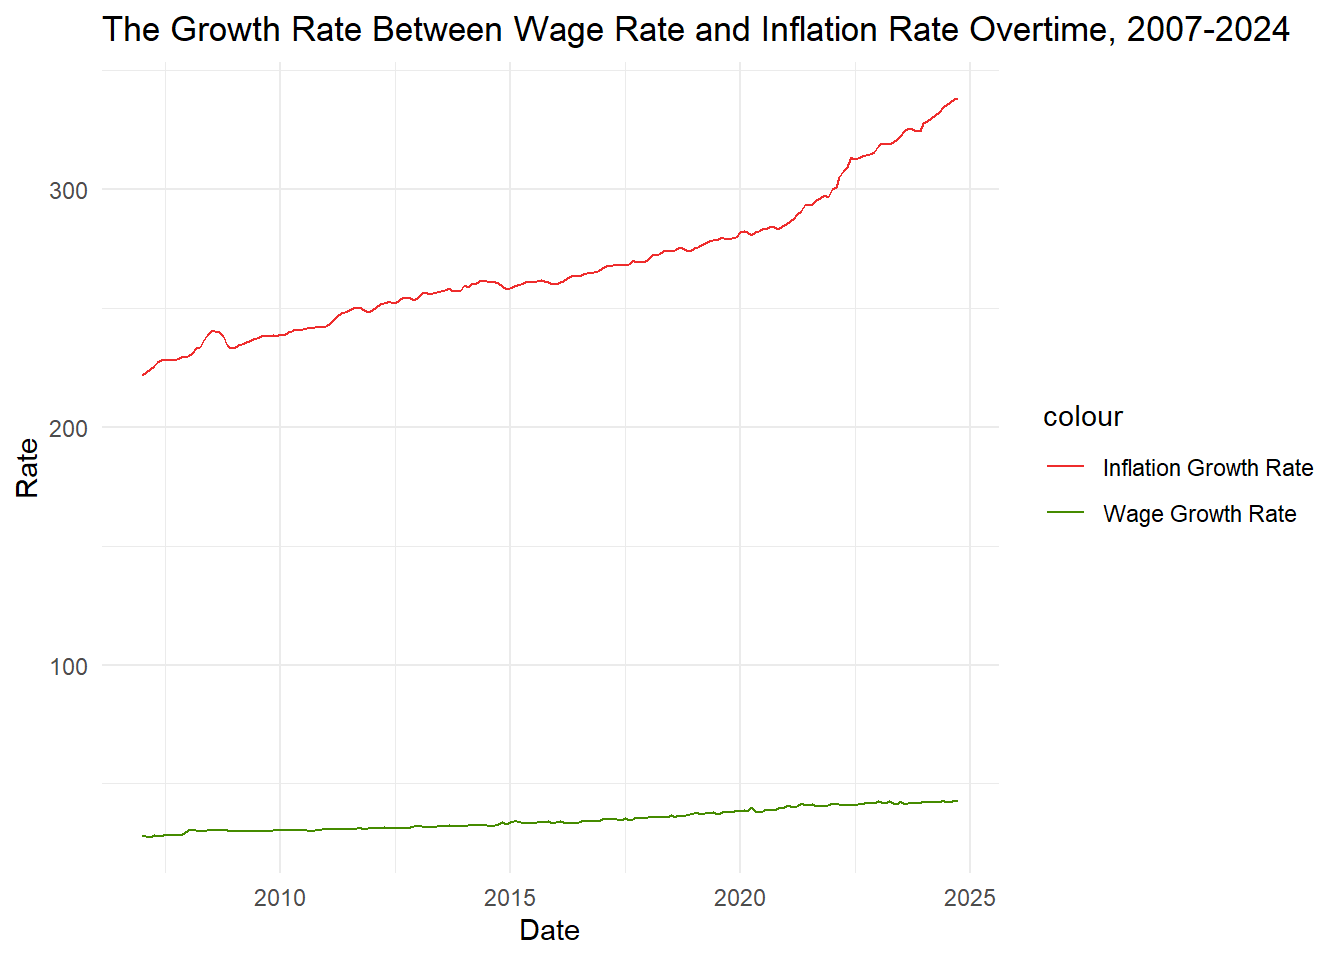 The Growth Rate Between Wage Rate and Inflation Rate Overtime, 2007-2024
300
200
100
Rate
2010
2015
2020
2025
Date
colour
Inflation Growth Rate
Wage Growth Rate